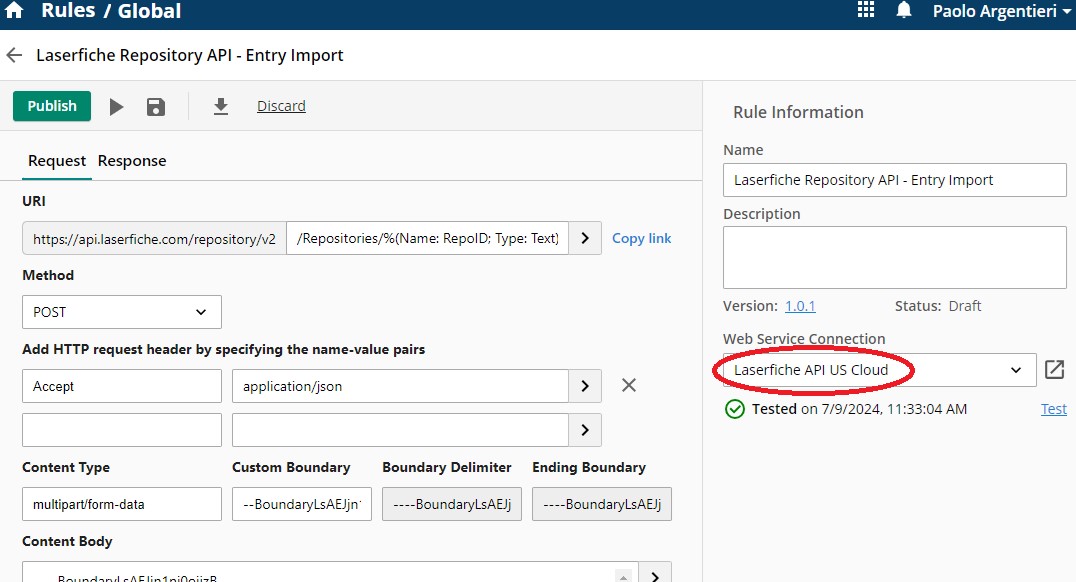 Rules / Global
Paolo Argentieri
Laserfiche Repository API - Entry Import
Publish
Discard
Request Response
URI
https://api.laserfiche.com/repository/v2 /Repositories/%(Name: RepoID; Type: Text) Copy link
Method
POST
Add HTTP request header by specifying the name-value pairs
Accept application/json
Content Type Custom Boundary Boundary Delimiter Ending Boundary
multipart/form-data --BoundaryLsAEJjn ----BoundaryLsAEJj ----BoundaryLsAEJj
Content Body
Rule Information
Name
Laserfiche Repository API - Entry Import
Description
Version: 1.0.1 Status: Draft
Web Service Connection
Laserfiche API US Cloud
Tested on 7/9/2024, 11:33:04 AM Test